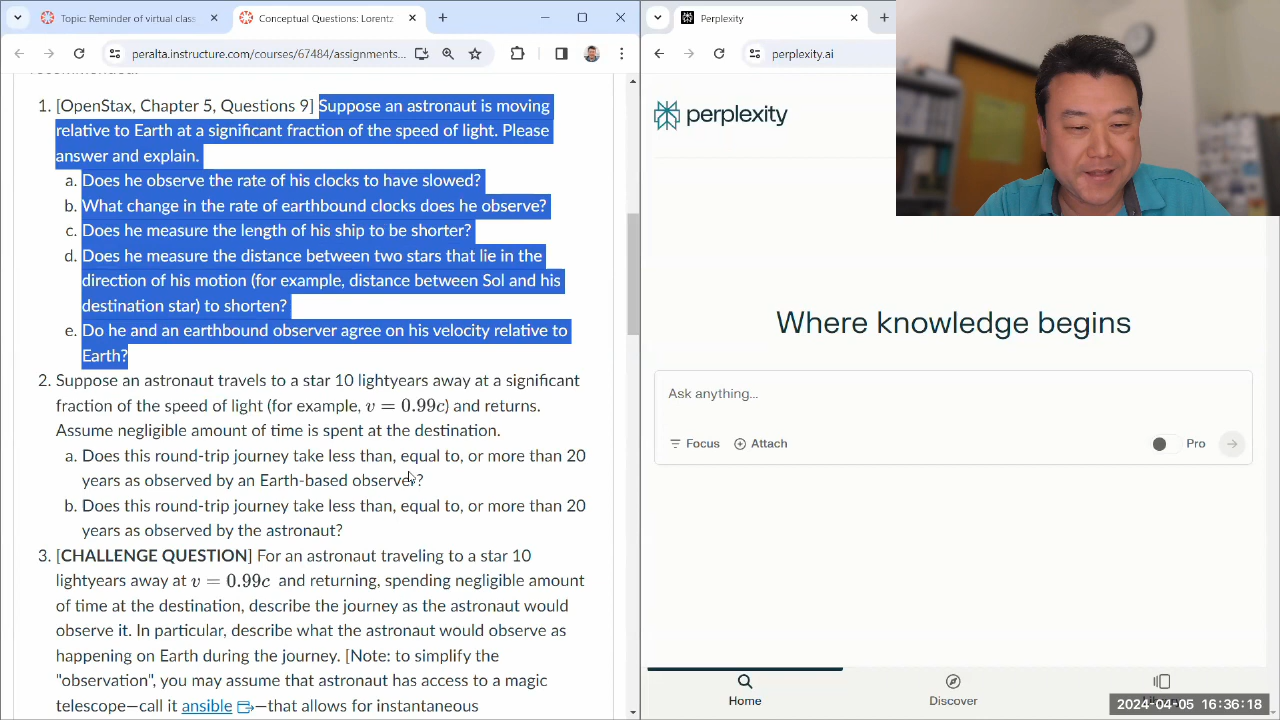 Topic: Reminder of virtual class
Conceptual Questions: Lorentz
peralta.instructure.com/courses/67484/assignments...
1. [OpenStax, Chapter 5, Questions 9] Suppose an astronaut is moving
relative to Earth at a significant fraction of the speed of light. Please
answer and explain.
a. Does he observe the rate of his clocks to have slowed?
b. What change in the rate of earthbound clocks does he observe?
c. Does he measure the length of his ship to be shorter?
d. Does he measure the distance between two stars that lie in the
direction of his motion (for example, distance between Sol and his
destination star) to shorten?
e. Do he and an earthbound observer agree on his velocity relative to
Earth?
2. Suppose an astronaut travels to a star 10 lightyears away at a significant
fraction of the speed of light (for example, v = 0.99c) and returns.
Assume negligible amount of time is spent at the destination.
a. Does this round-trip journey take less than, equal to, or more than 20
years as observed by an Earth-based observer?
b. Does this round-trip journey take less than, equal to, or more than 20
years as observed by the astronaut?
3. [CHALLENGE QUESTION] For an astronaut traveling to a star 10
lightyears away at v = 0.99c and returning, spending negligible amount
of time at the destination, describe the journey as the astronaut would
observe it. In particular, describe what the astronaut would observe as
happening on Earth during the journey. [Note: to simplify the
"observation", you may assume that astronaut has access to a magic
telescope—call it ansible—that allows for instantaneous
Perplexity
perplexity.ai
perplexity
Where knowledge begins
Ask anything...
Focus
Attach
Pro
Home
Discover
2024-04-05 16:36:18